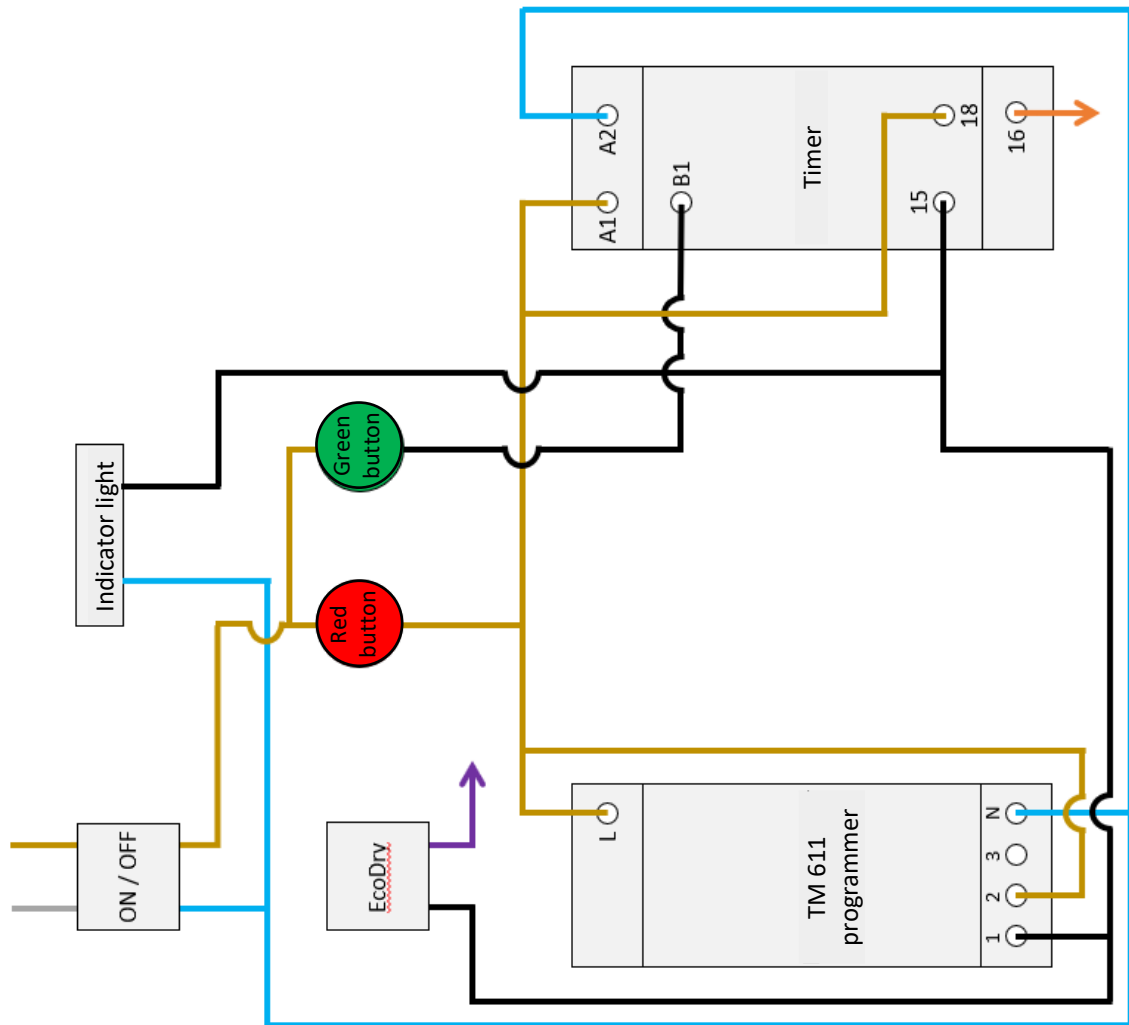 A2
A1
B1
Timer
18
15
16
Indicator light
Green
button
Red
button
ON / OFF
EcoDry
L
TM 611
programmer
N
3
2
1